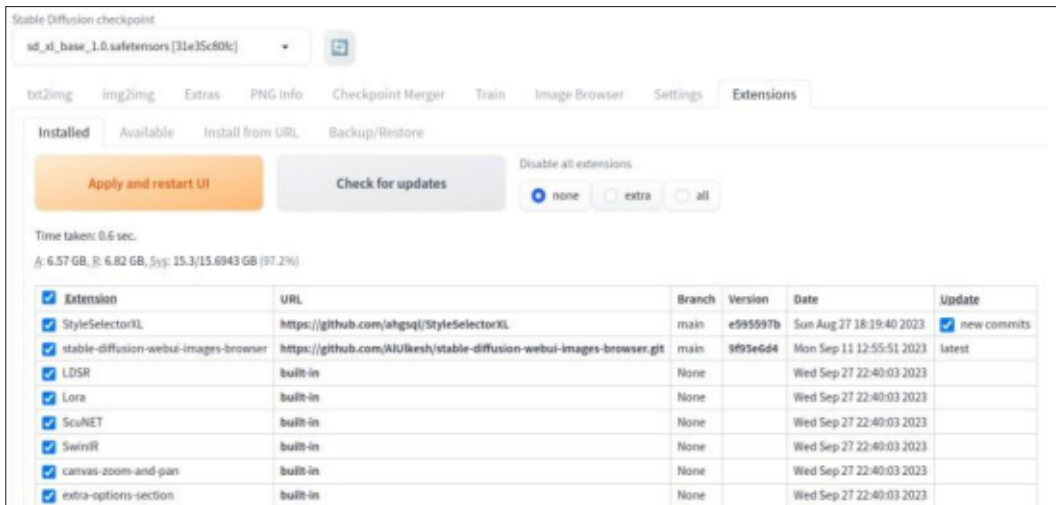 Stable Diffusion checkpoint
sd_xl_base_1.0.safetensors [31e35c80fc]
txt2img img2img Extras PNG Info Checkpoint Merger Train Image Browser Settings Extensions
Installed Available Install from URL Backup/Restore
Apply and restart UI Check for updates Disable all extensions
none extra all
Time taken: 0.6 sec.
A: 6.57 GB, R: 6.82 GB, Sys: 15.3/15.6943 GB (97.2%)
Extension URL Branch Version Date Update
StyleSelectorXL https://github.com/ahgsql/StyleSelectorXL main e595597b Sun Aug 27 18:19:40 2023 new commits
stable-diffusion-webui-images-browser https://github.com/AlUlkesh/stable-diffusion-webui-images-browser.git main 9f95e6d4 Mon Sep 11 12:55:51 2023 latest
LDSR built-in None Wed Sep 27 22:40:03 2023
Lora built-in None Wed Sep 27 22:40:03 2023
ScuNET built-in None Wed Sep 27 22:40:03 2023
SwinIR built-in None Wed Sep 27 22:40:03 2023
canvas-zoom-and-pan built-in None Wed Sep 27 22:40:03 2023
extra-options-section built-in None Wed Sep 27 22:40:03 2023